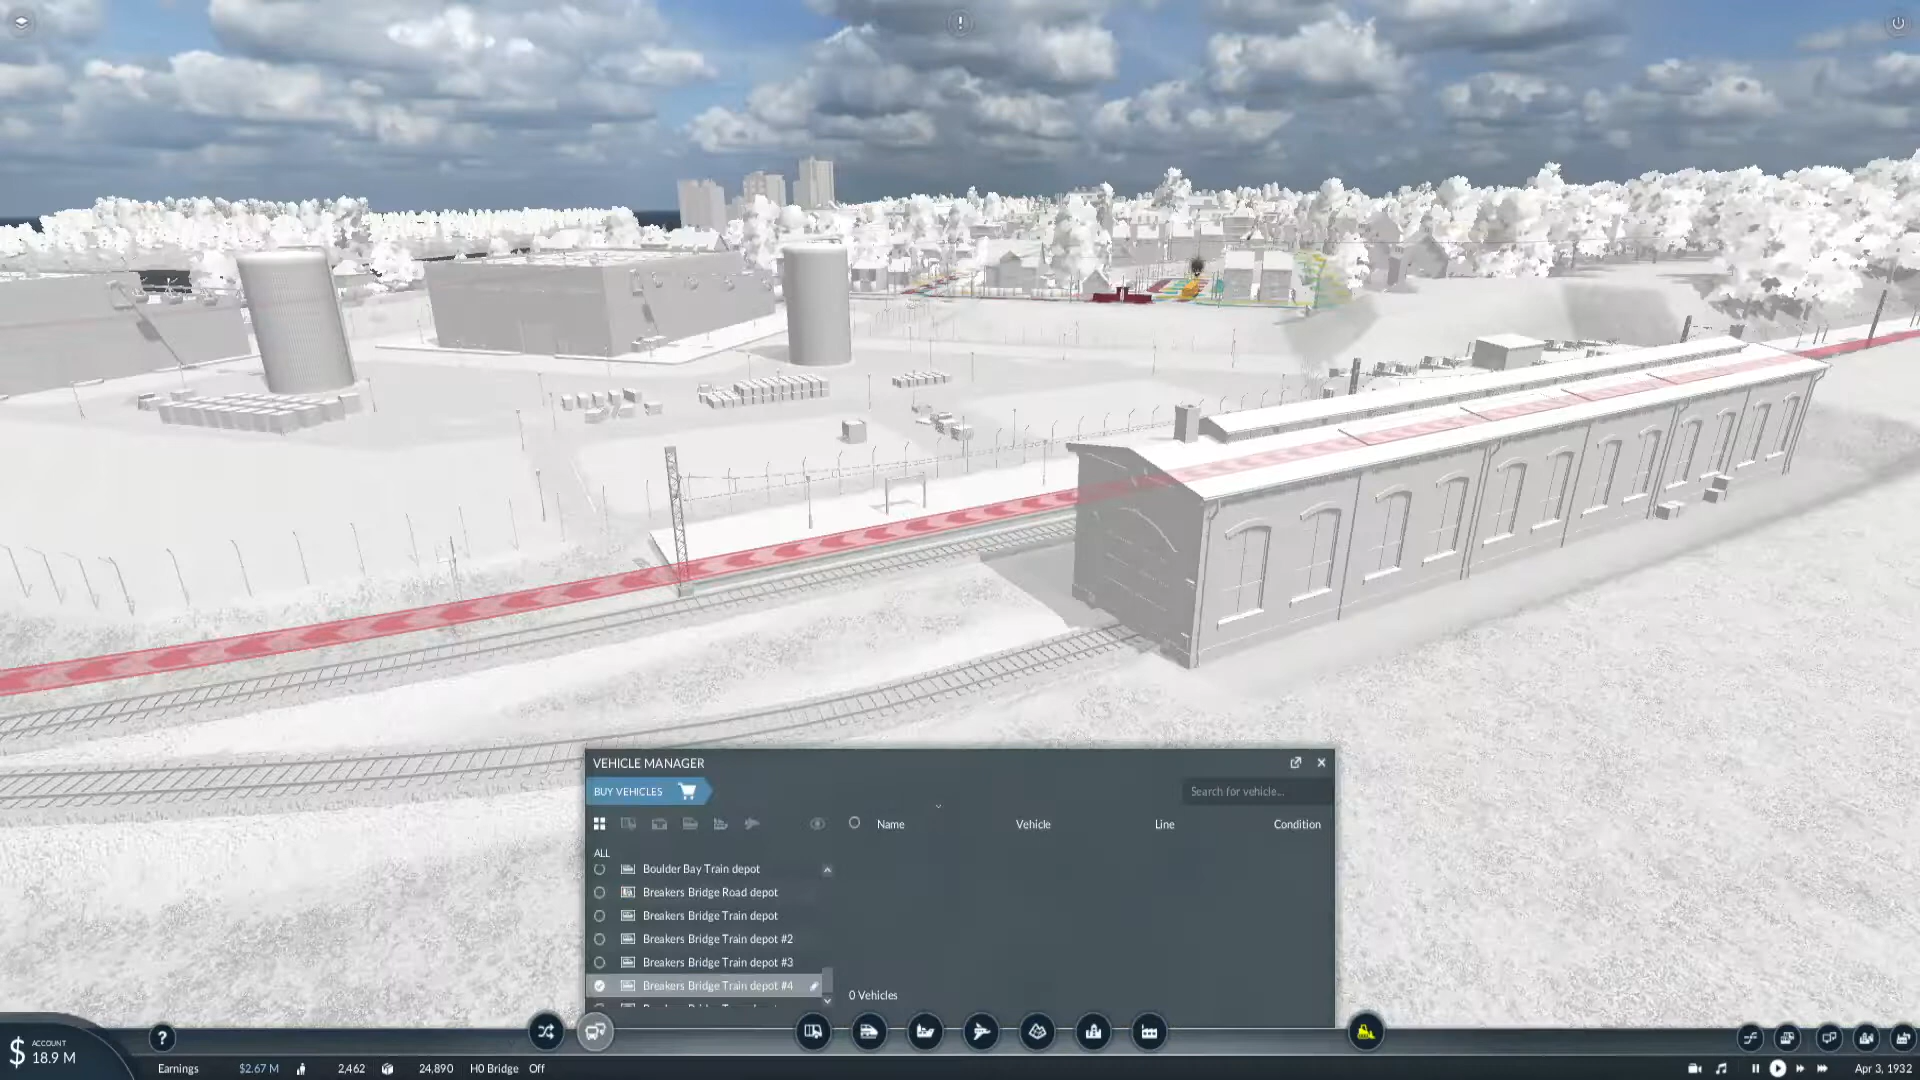 VEHICLE MANAGER
BUY VEHICLES
Search for vehicle...
Name Vehicle Line Condition
ALL
Boulder Bay Train depot
Breakers Bridge Road depot
Breakers Bridge Train depot
Breakers Bridge Train depot #2
Breakers Bridge Train depot #3
Breakers Bridge Train depot #4
0 Vehicles
?
$ ACCOUNT
18.9 M
Earnings $2.67 M 2,462 24,890 H0 Bridge Off
Apr 3, 1932